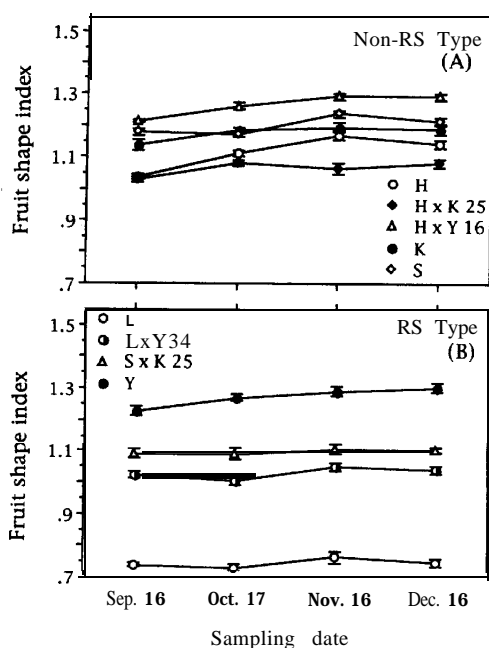 1.5
Non-RS Type
(A)
1.3
1.1
.9
.7
Fruit shape index
H
H x K 25
H x Y 16
K
S
1.5
L
RS Type
LxY34
(B)
S x K 25
Y
1.3
1.1
.9
.7
Fruit shape index
Sep. 16 Oct. 17 Nov. 16 Dec. 16
Sampling date